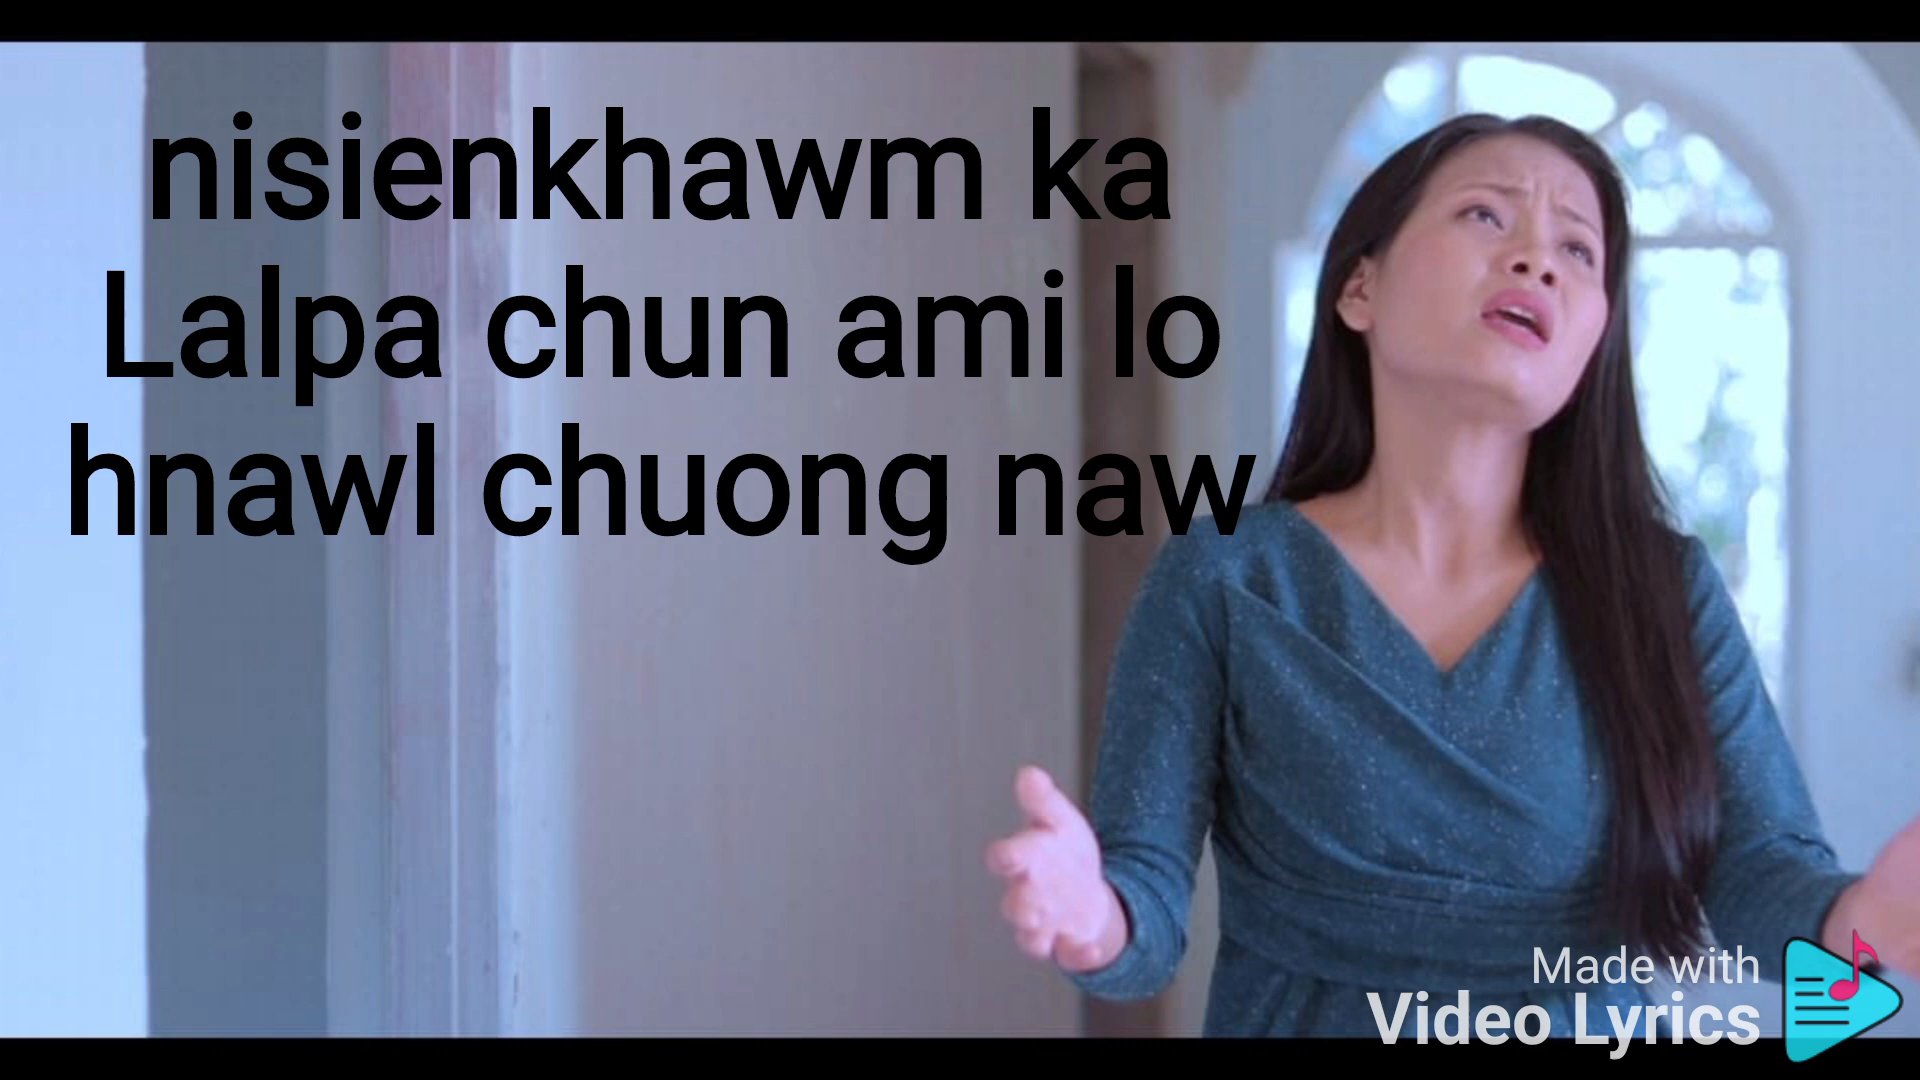 nisienkhawm ka
Lalpa chun ami lo
hnawl chuong naw
Made with
Video Lyrics